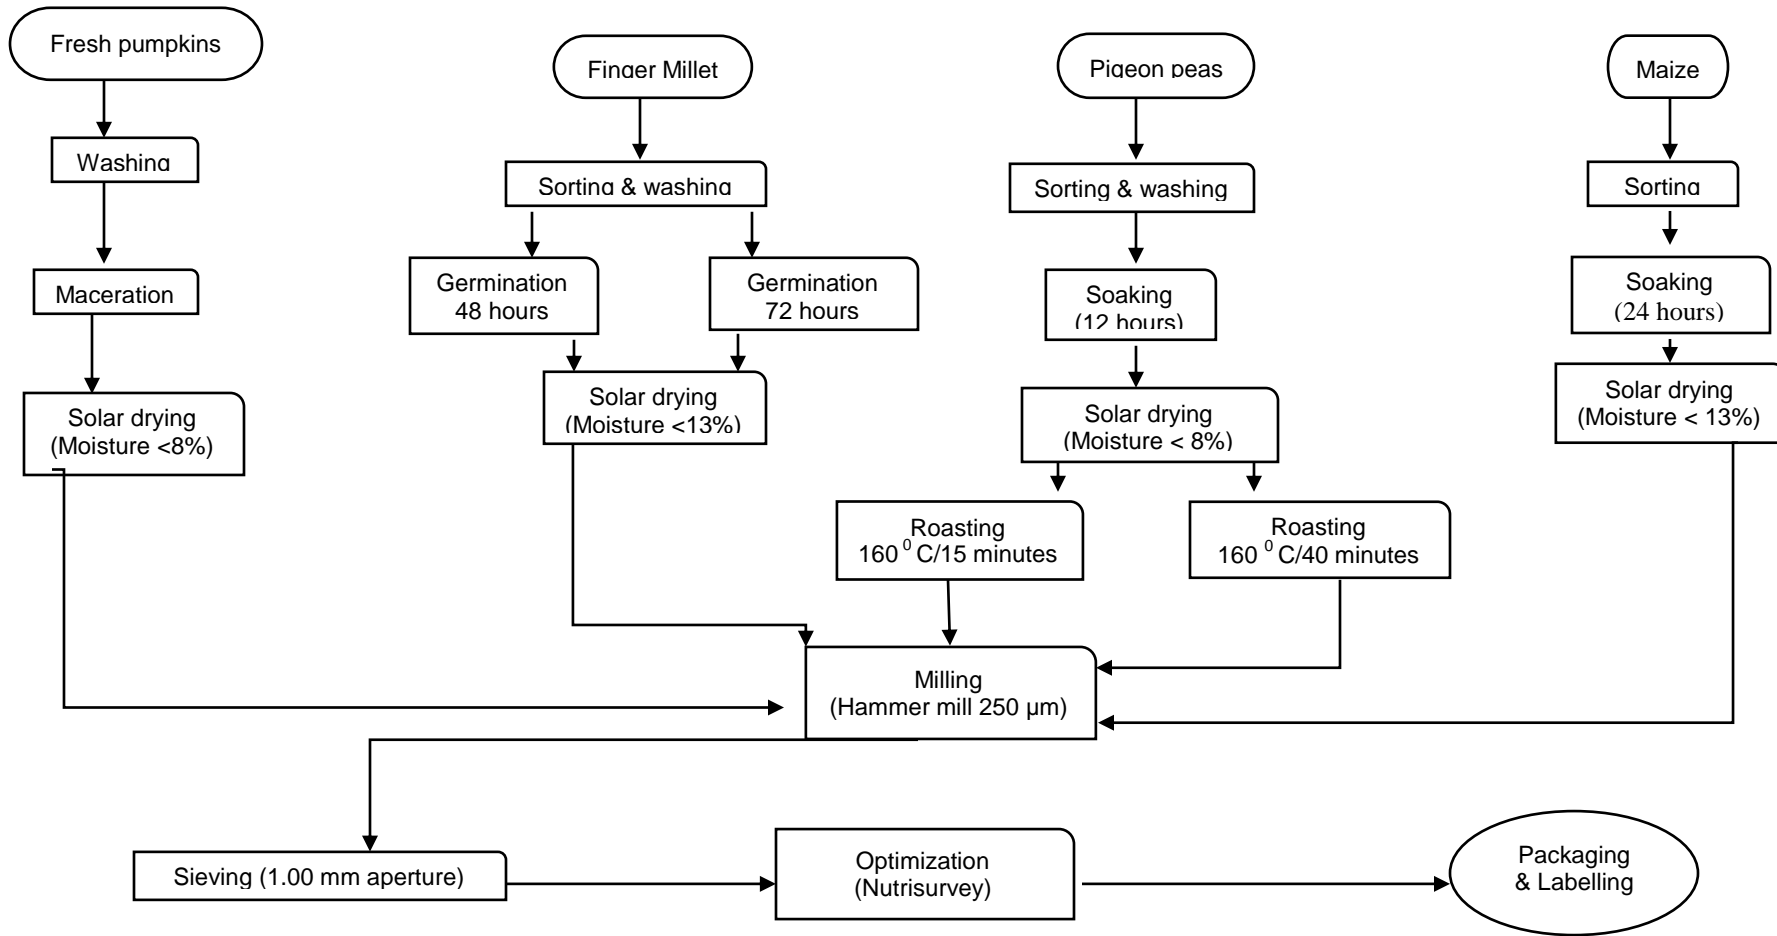 Fresh pumpkins
Finger Millet
Pigeon peas
Maize
Washing
Sorting & washing
Sorting & washing
Sorting
Germination
48 hours
Germination
72 hours
Maceration
Soaking
(12 hours)
Soaking
(24 hours)
Solar drying
(Moisture <8%)
Solar drying
(Moisture <13%)
Solar drying
(Moisture < 8%)
Solar drying
(Moisture < 13%)
Roasting
160 ⁰ C/15 minutes
Roasting
160 ⁰ C/40 minutes
Milling
(Hammer mill 250 µm)
Sieving (1.00 mm aperture)
Optimization
(Nutrisurvey)
Packaging
& Labelling